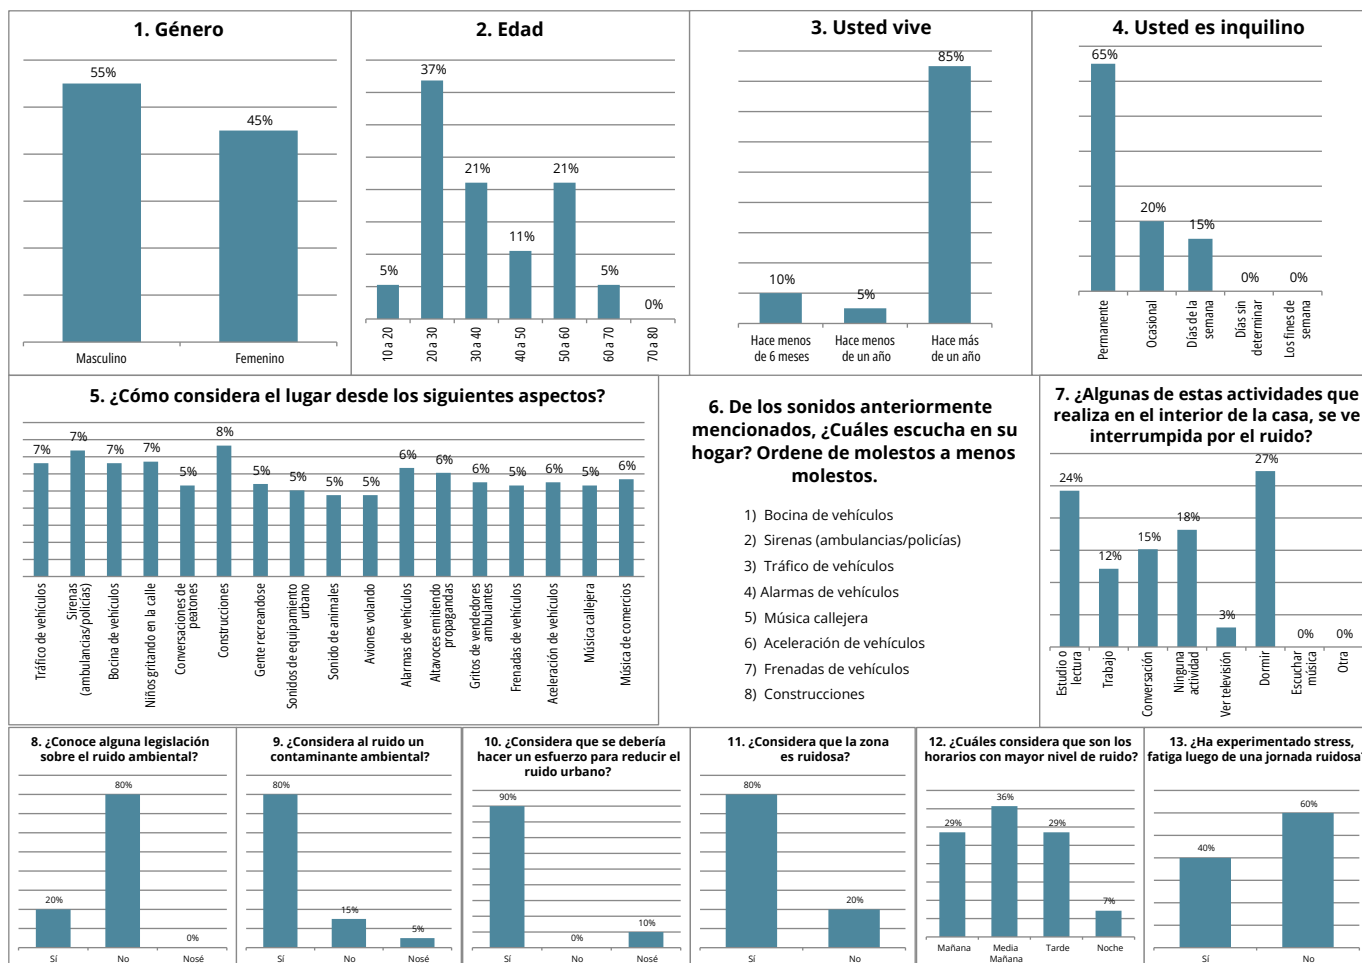 1. Género
55%
45%
Masculino
Femenino
2. Edad
5%
37%
21%
11%
21%
5%
0%
10 a 20
20 a 30
30 a 40
40 a 50
50 a 60
60 a 70
70 a 80
3. Usted vive
10%
5%
85%
Hace menos
de 6 meses
Hace menos
de un año
Hace más
de un año
4. Usted es inquilino
65%
20%
15%
0%
0%
Permanente
Ocasional
Días de la
semana
Días sin
determinar
Los fines de
semana
5. ¿Cómo considera el lugar desde los siguientes aspectos?
7%
7%
7%
7%
5%
8%
5%
5%
5%
5%
6%
6%
6%
5%
6%
5%
6%
Tráfico de vehículos
Sirenas
(ambulancias/policías)
Bocina de vehículos
Niños gritando en la calle
Conversaciones de
peatones
Construcciones
Gente recreandose
Sonidos de equipamiento
urbano
Sonido de animales
Aviones volando
Alarmas de vehículos
Altavoces emitiendo
propagandas
Gritos de vendedores
ambulantes
Frenadas de vehículos
Aceleración de vehículos
Música callejera
Música de comercios
6. De los sonidos anteriormente
mencionados, ¿Cuáles escucha en su
hogar? Ordene de molestos a menos
molestos.
1) Bocina de vehículos
2) Sirenas (ambulancias/policías)
3) Tráfico de vehículos
4) Alarmas de vehículos
5) Música callejera
6) Aceleración de vehículos
7) Frenadas de vehículos
8) Construcciones
7. ¿Algunas de estas actividades que
realiza en el interior de la casa, se ve
interrumpida por el ruido?
24%
12%
15%
18%
3%
27%
0%
0%
Estudio o
lectura
Trabajo
Conversación
Ninguna
actividad
Ver televisión
Dormir
Escuchar
música
Otra
8. ¿Conoce alguna legislación
sobre el ruido ambiental?
20%
80%
0%
Sí
No
Nosé
9. ¿Considera al ruido un
contaminante ambiental?
80%
15%
5%
Sí
No
Nosé
10. ¿Considera que se debería
hacer un esfuerzo para reducir el
ruido urbano?
90%
0%
10%
Sí
No
Nosé
11. ¿Considera que la zona
es ruidosa?
80%
20%
Sí
No
12. ¿Cuáles considera que son los
horarios con mayor nivel de ruido?
29%
36%
29%
7%
Mañana
Media
Mañana
Tarde
Noche
13. ¿Ha experimentado stress,
fatiga luego de una jornada ruidosa?
40%
60%
Sí
No